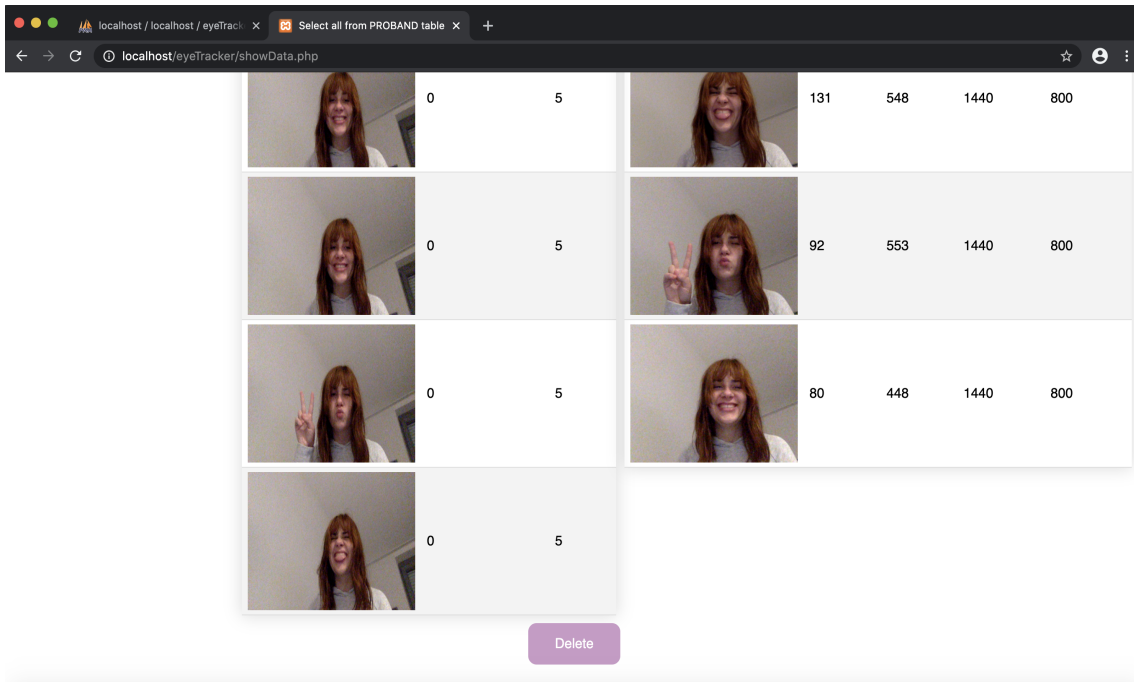 localhost / localhost / eyeTrack
Select all from PROBAND table
localhost/eyeTracker/showData.php
0 5 131 548 1440 800
0 5 92 553 1440 800
0 5 80 448 1440 800
0 5
Delete